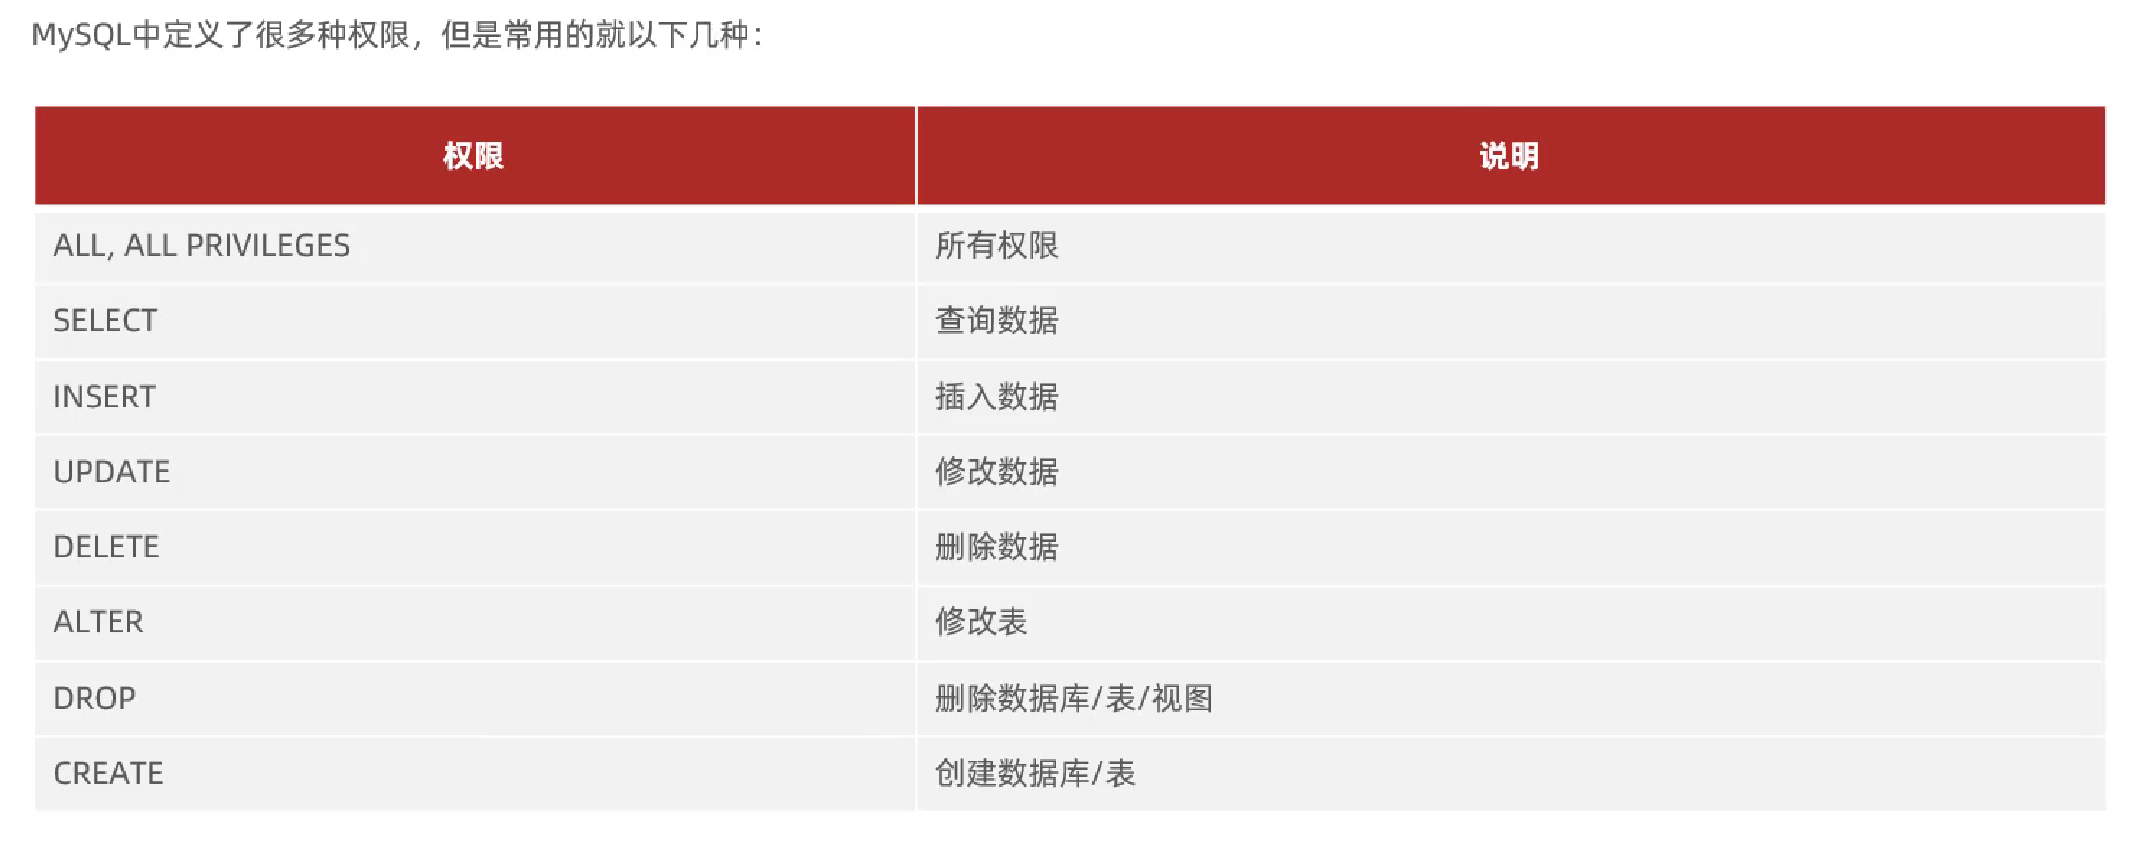 MySQL中定义了很多种权限，但是常用的就以下几种：
权限 说明
ALL, ALL PRIVILEGES 所有权限
SELECT 查询数据
INSERT 插入数据
UPDATE 修改数据
DELETE 删除数据
ALTER 修改表
DROP 删除数据库/表/视图
CREATE 创建数据库/表